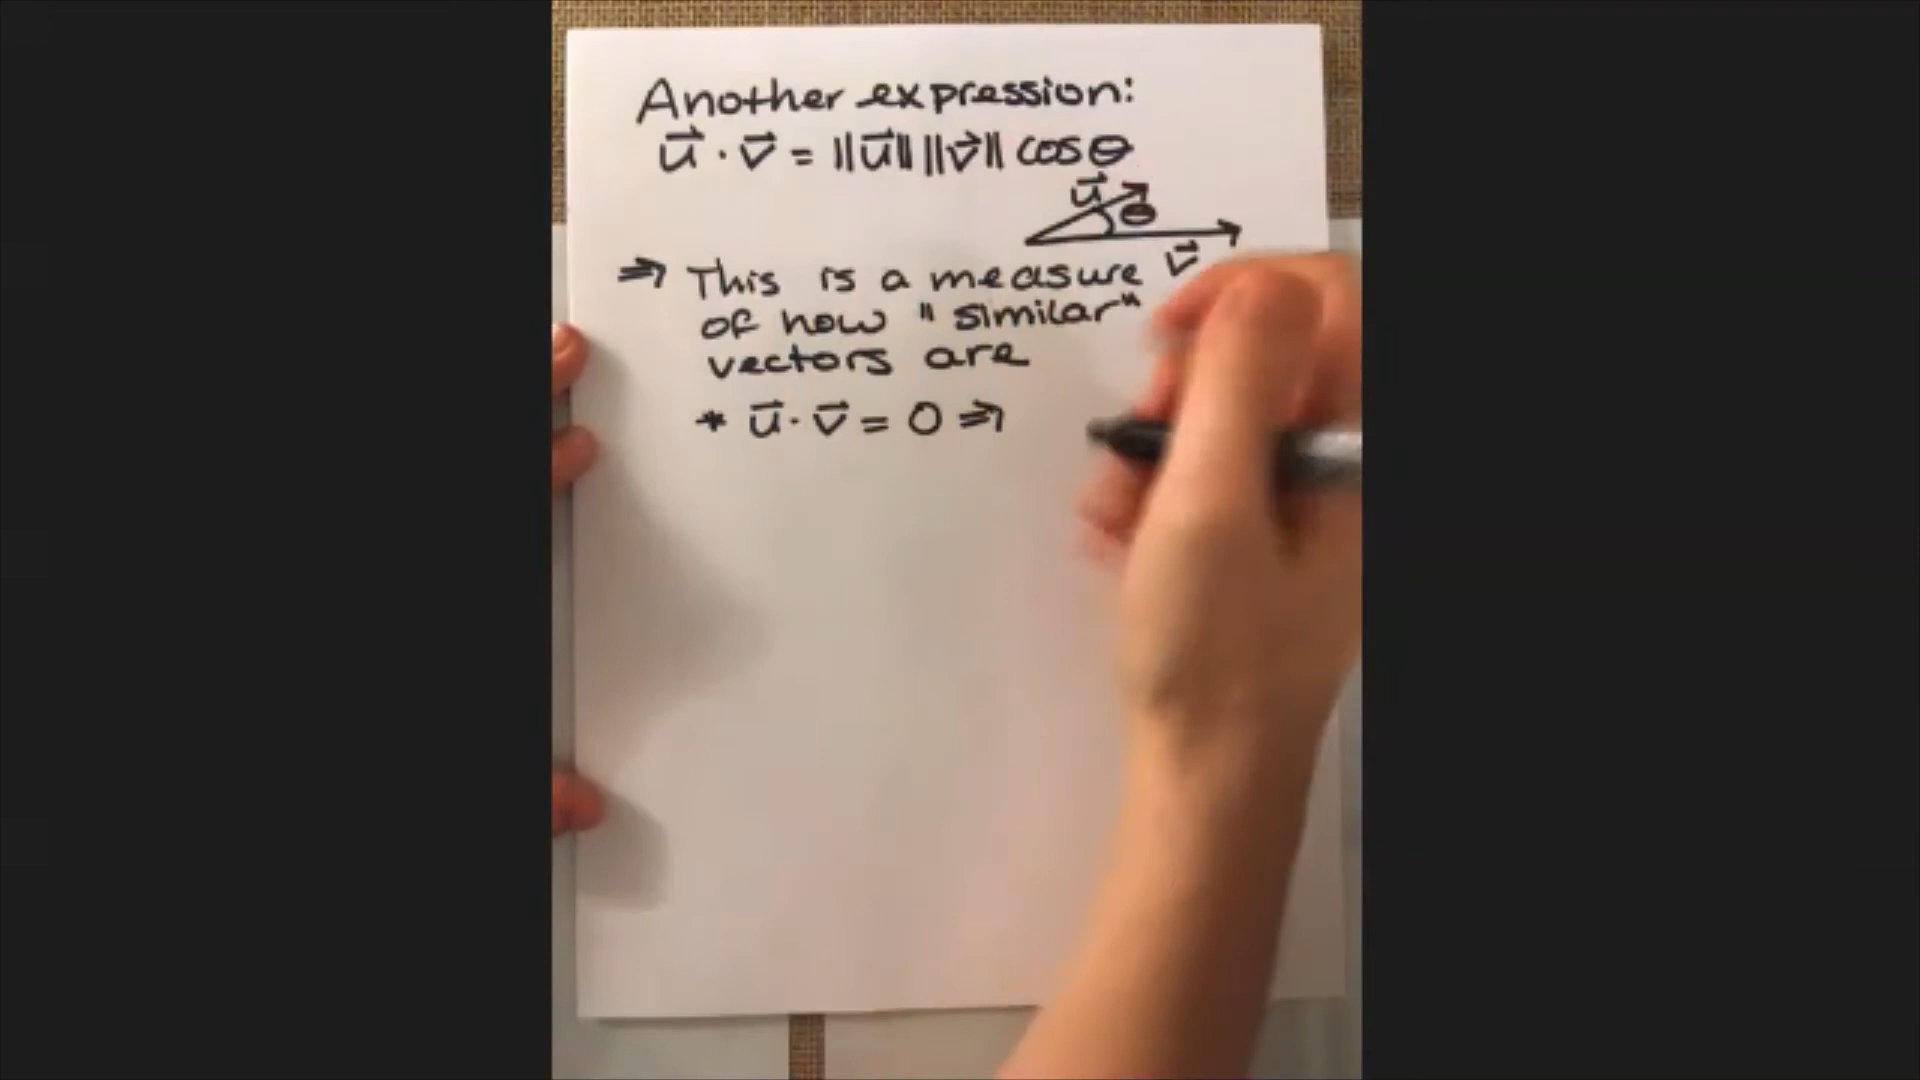 Another expression:
u⃗ · v⃗ = ||u⃗|| ||v⃗|| cos θ
u⃗
θ
v⃗
⇒ This is a measure
of how "similar"
vectors are
* u⃗ · v⃗ = 0 ⇒